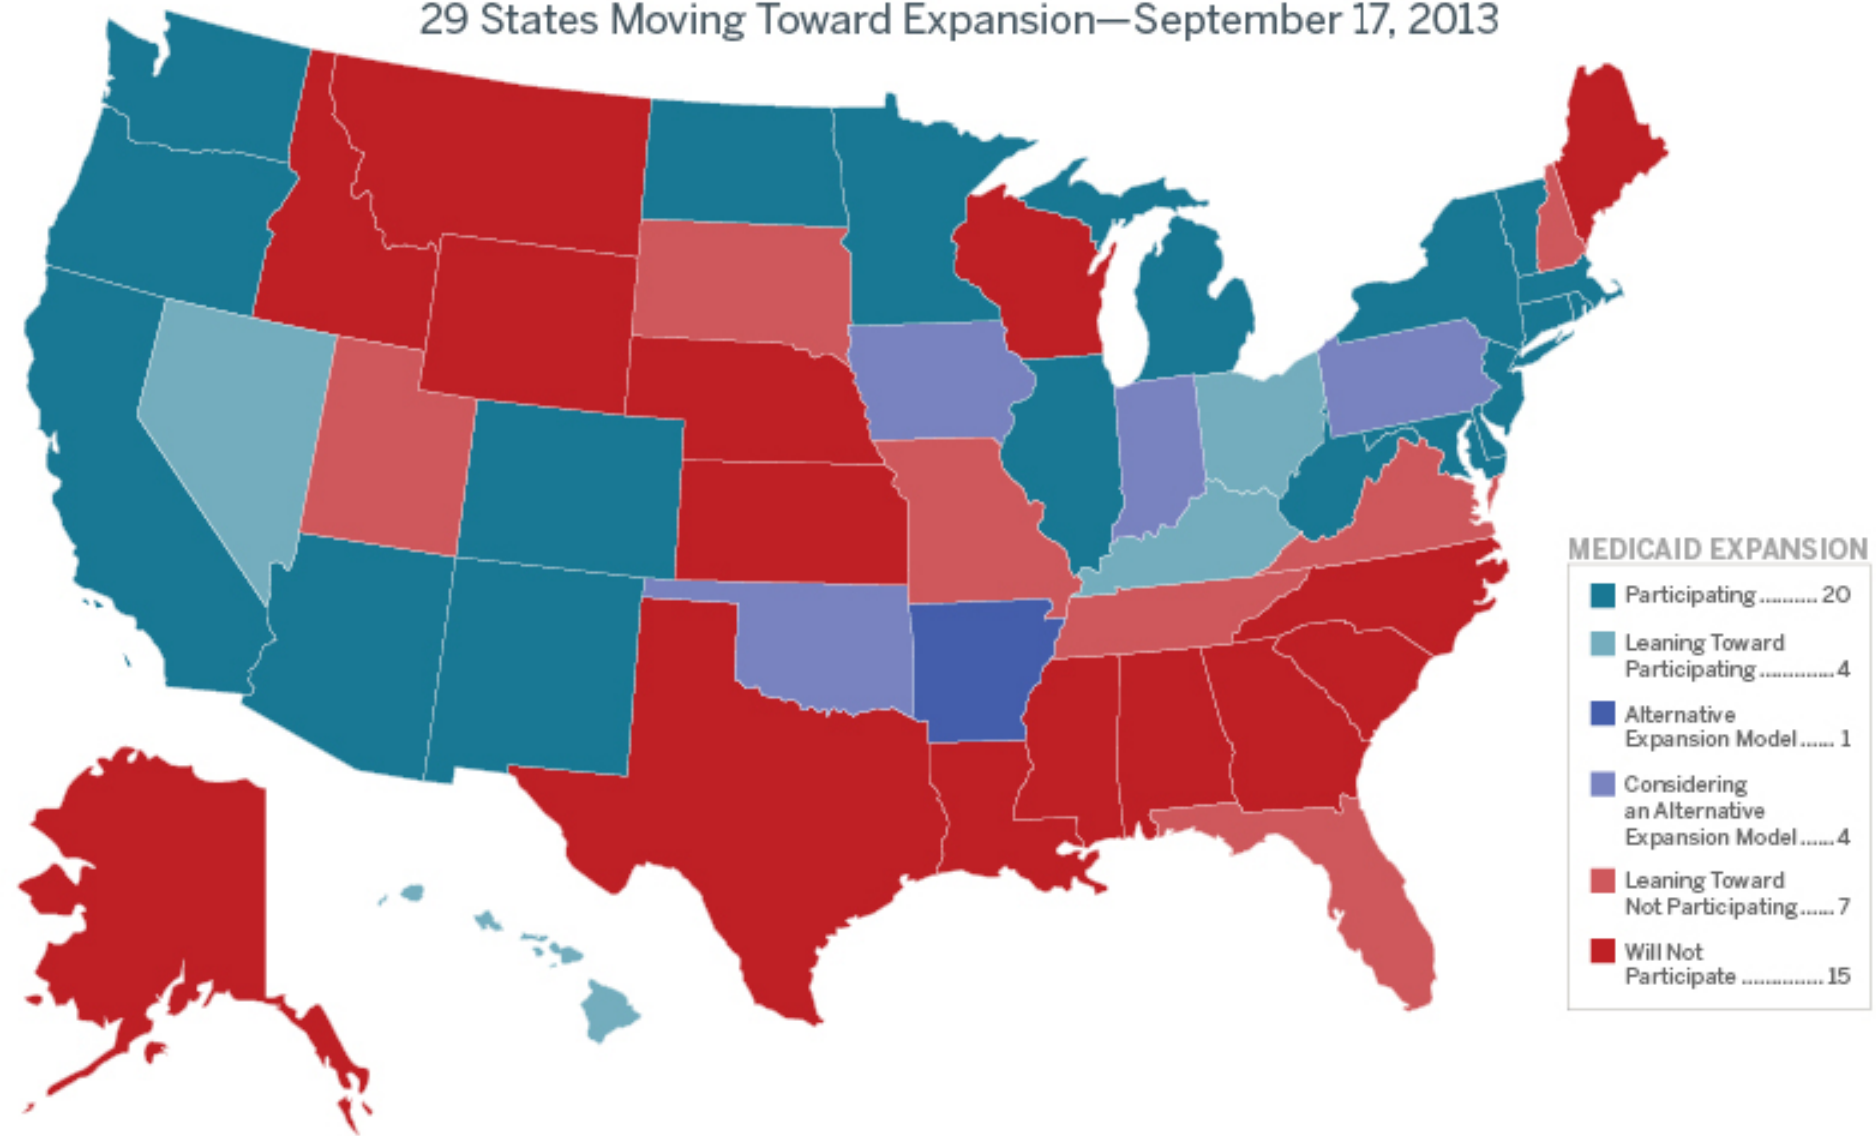 29 States Moving Toward Expansion—September 17, 2013
MEDICAID EXPANSION
Participating........... 20
Leaning Toward
Participating..............4
Alternative
Expansion Model...... 1
Considering
an Alternative
Expansion Model......4
Leaning Toward
Not Participating......7
Will Not
Participate .............. 15